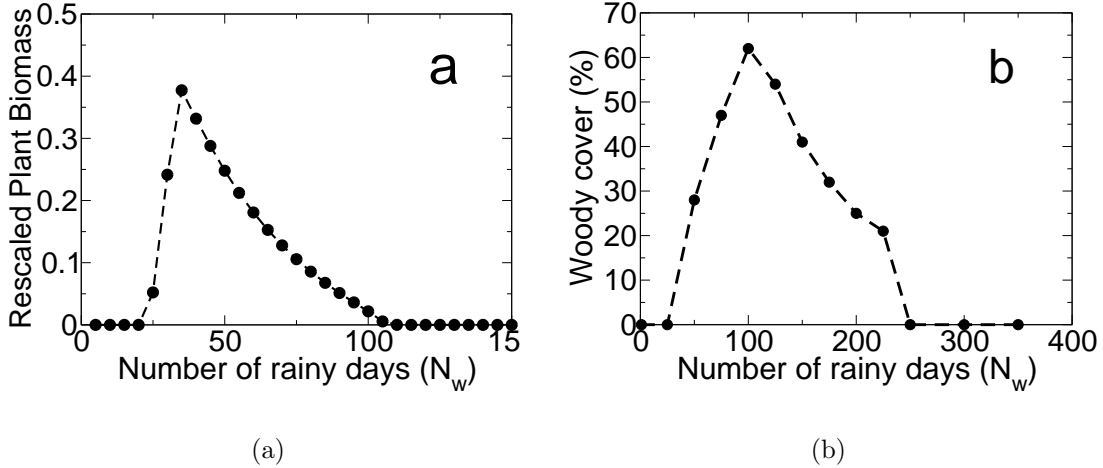 0.5
0.4
0.3
0.2
0.1
0
Rescaled Plant Biomass
a
0 50 100 15
Number of rainy days (N_w)
(a)
70
60
50
40
30
20
10
0
Woody cover (%)
b
0 100 200 300 400
Number of rainy days (N_w)
(b)